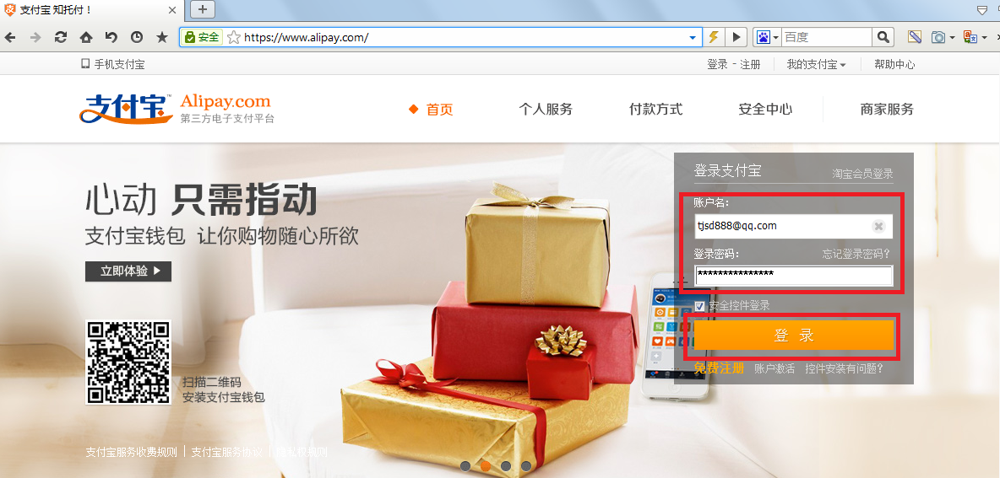 支付宝 知托付！
安全 https://www.alipay.com/
百度
手机支付宝
登录 - 注册 我的支付宝 帮助中心
支付宝™ Alipay.com
第三方电子支付平台
首页 个人服务 付款方式 安全中心 商家服务
心动 只需指动
支付宝钱包 让你购物随心所欲
立即体验
扫描二维码
安装支付宝钱包
支付宝服务收费规则 | 支付宝服务协议 | 隐私权规则
登录支付宝 淘宝会员登录
账户名：
tjsd888@qq.com
登录密码： 忘记登录密码?
***************
安全控件登录
登 录
免费注册 账户激活 控件安装有问题?